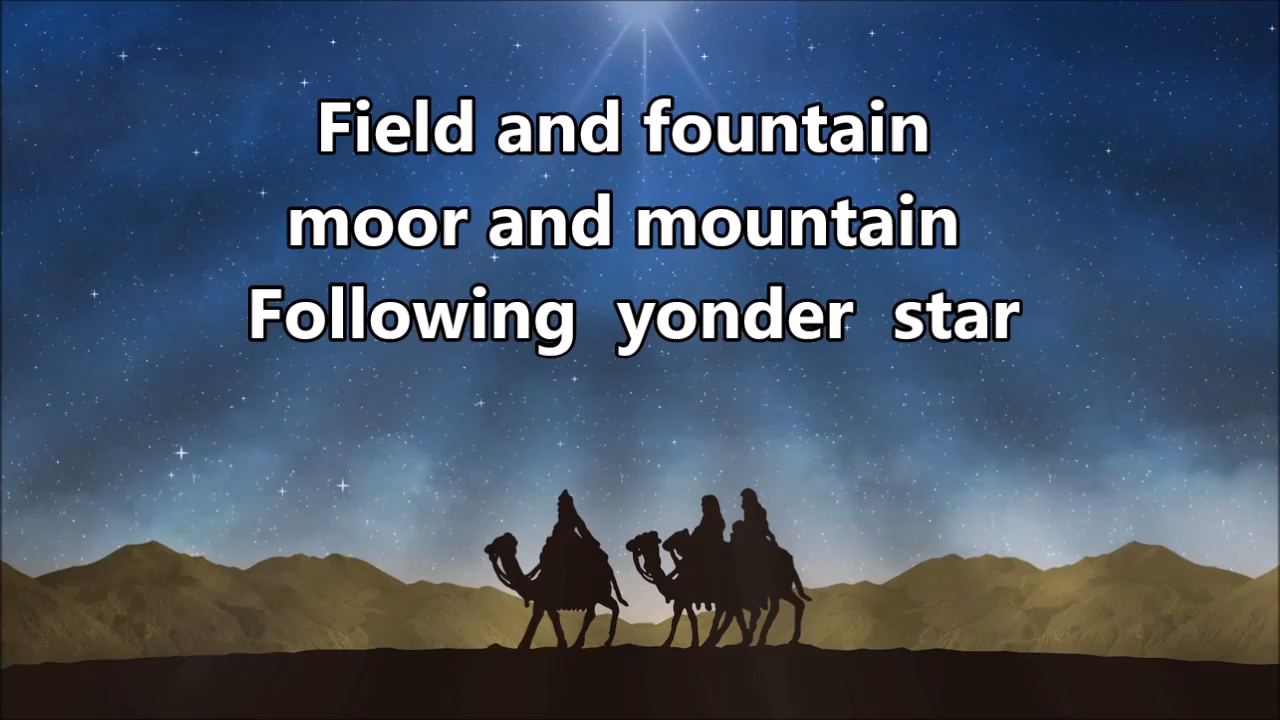 Field and fountain
moor and mountain
Following yonder star